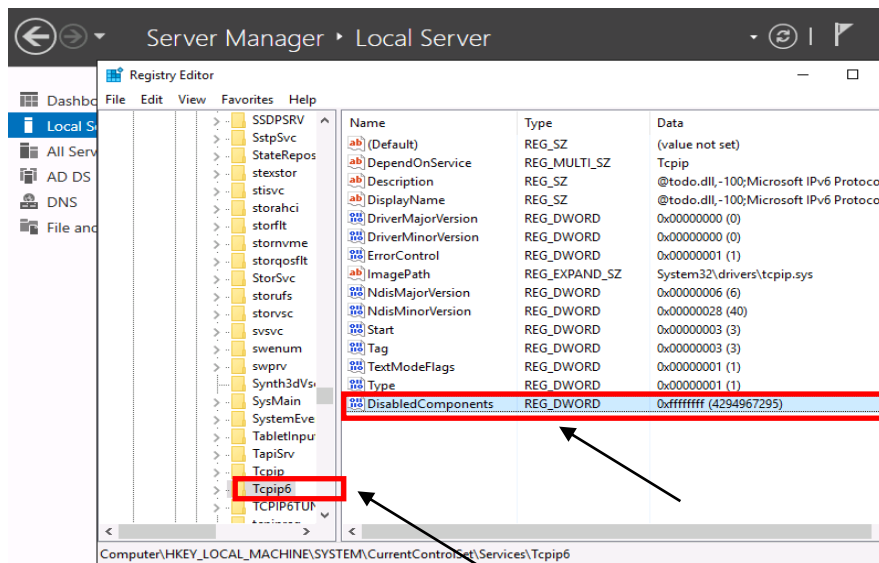 Server Manager ‣ Local Server
Registry Editor
File Edit View Favorites Help
Dashbo
Local S
All Serv
AD DS
DNS
File and
SSDPSRV
SstpSvc
StateRepos
stexstor
stisvc
storahci
storflt
stornvme
storqosflt
StorSvc
storufs
storvsc
svsvc
swenum
swprv
Synth3dVs
SysMain
SystemEve
TabletInpu
TapiSrv
Tcpip
Tcpip6
TCPIP6TUN
Name Type Data
(Default) REG_SZ (value not set)
DependOnService REG_MULTI_SZ Tcpip
Description REG_SZ @todo.dll,-100;Microsoft IPv6 Protoco
DisplayName REG_SZ @todo.dll,-100;Microsoft IPv6 Protoco
DriverMajorVersion REG_DWORD 0x00000000 (0)
DriverMinorVersion REG_DWORD 0x00000000 (0)
ErrorControl REG_DWORD 0x00000001 (1)
ImagePath REG_EXPAND_SZ System32\drivers\tcpip.sys
NdisMajorVersion REG_DWORD 0x00000006 (6)
NdisMinorVersion REG_DWORD 0x00000028 (40)
Start REG_DWORD 0x00000003 (3)
Tag REG_DWORD 0x00000003 (3)
TextModeFlags REG_DWORD 0x00000001 (1)
Type REG_DWORD 0x00000001 (1)
DisabledComponents REG_DWORD 0xffffffff (4294967295)
Computer\HKEY_LOCAL_MACHINE\SYSTEM\CurrentControlSet\Services\Tcpip6